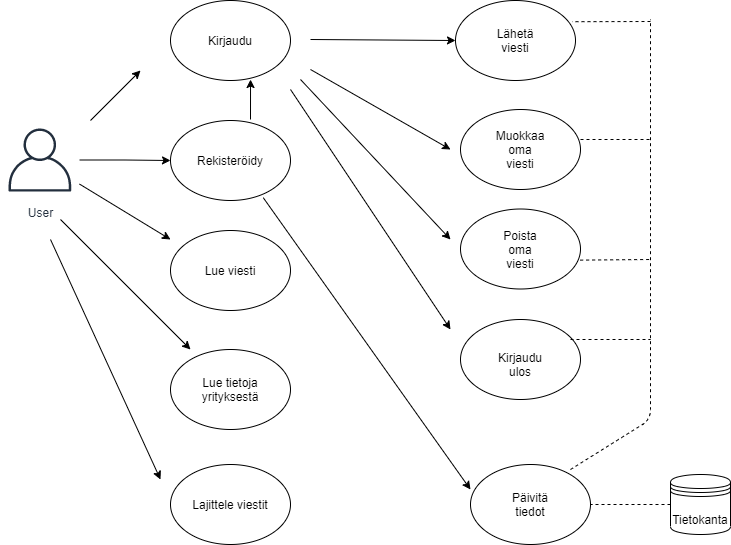 Kirjaudu
Lähetä
viesti
Muokkaa
oma
viesti
Rekisteröidy
User
Poista
oma
viesti
Lue viesti
Kirjaudu
ulos
Lue tietoja
yrityksestä
Lajittele viestit
Päivitä
tiedot
Tietokanta